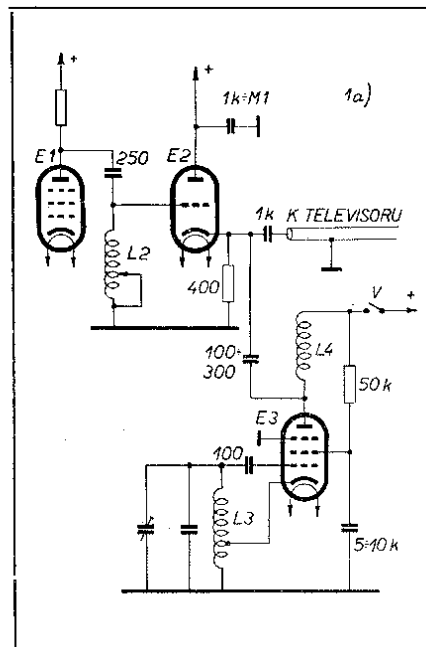 +
+
1k÷M1
1a)
E1
250
E2
1k
K TELEVISORU
L2
400
V
+
100÷
300
L4
50k
E3
100
L3
5÷10k